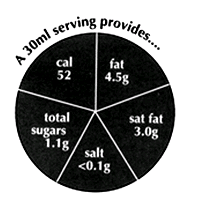 A 30ml serving provides....
cal
52
fat
4.5g
sat fat
3.0g
salt
<0.1g
total
sugars
1.1g